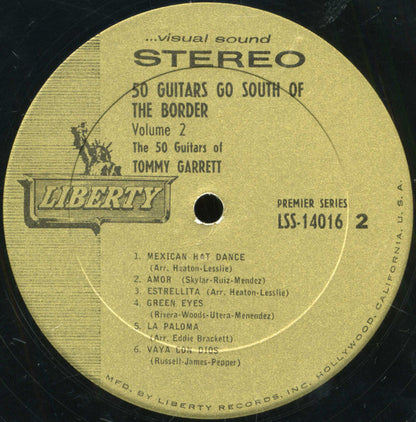 ...visual sound
STEREO
50 GUITARS GO SOUTH OF
THE BORDER
Volume 2
The 50 Guitars of
TOMMY GARRETT
LIBERTY
PREMIER SERIES
LSS-14016 2
1. MEXICAN HAT DANCE
(Arr. Heaton-Lesslie)
2. AMOR (Skylar-Ruiz-Mendez)
3. ESTRELLITA (Arr. Heaton-Lesslie)
4. GREEN EYES
(Rivera-Woods-Utera-Menendez)
5. LA PALOMA
(Arr. Eddie Brackett)
6. VAYA CON DIOS
(Russell-James-Pepper)
MFD. BY LIBERTY RECORDS, INC. HOLLYWOOD, CALIFORNIA, U.S.A.